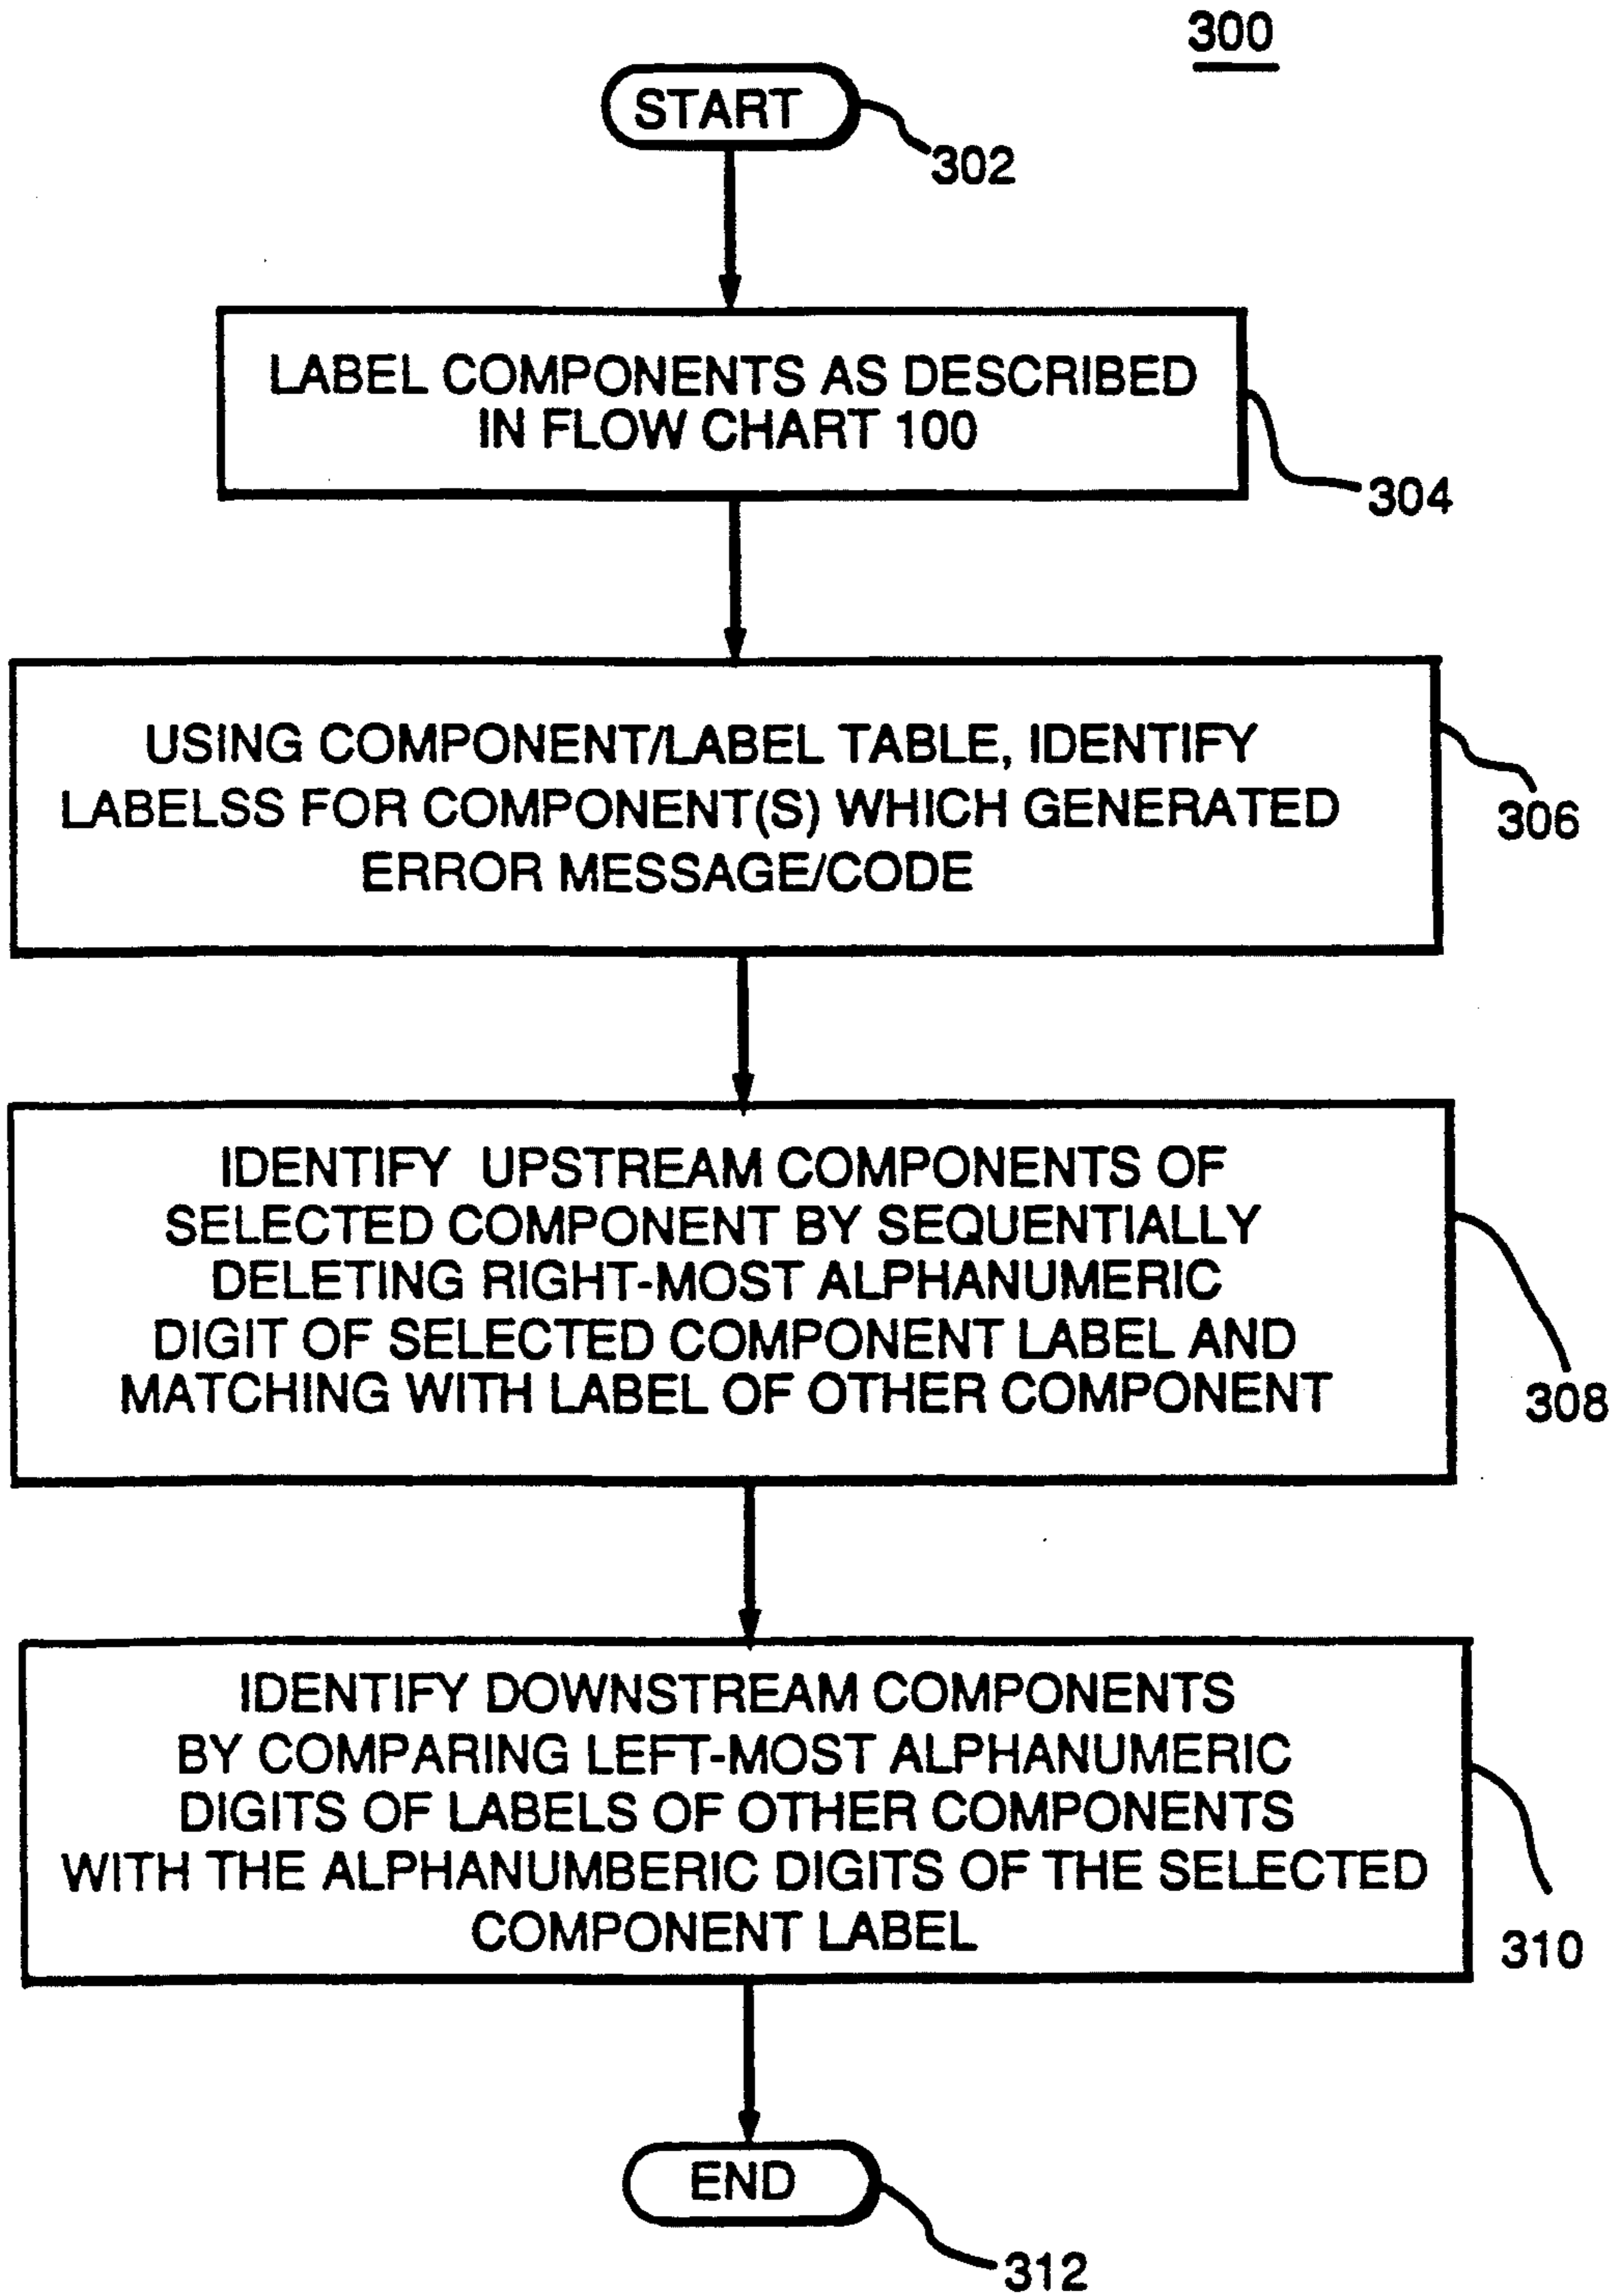 300
START
302
LABEL COMPONENTS AS DESCRIBED
IN FLOW CHART 100
304
USING COMPONENT/LABEL TABLE, IDENTIFY
LABELSS FOR COMPONENT(S) WHICH GENERATED
ERROR MESSAGE/CODE
306
IDENTIFY UPSTREAM COMPONENTS OF
SELECTED COMPONENT BY SEQUENTIALLY
DELETING RIGHT-MOST ALPHANUMERIC
DIGIT OF SELECTED COMPONENT LABEL AND
MATCHING WITH LABEL OF OTHER COMPONENT
308
IDENTIFY DOWNSTREAM COMPONENTS
BY COMPARING LEFT-MOST ALPHANUMERIC
DIGITS OF LABELS OF OTHER COMPONENTS
WITH THE ALPHANUMBERIC DIGITS OF THE SELECTED
COMPONENT LABEL
310
END
312